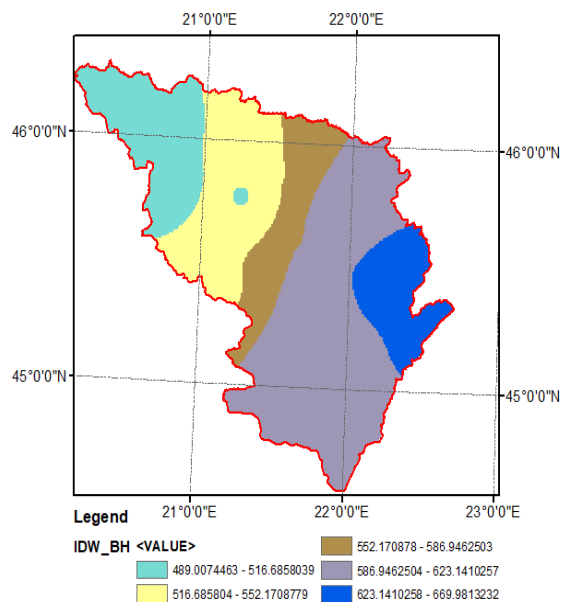 21°0'0"E 22°0'0"E
46°0'0"N 46°0'0"N
45°0'0"N 45°0'0"N
21°0'0"E 22°0'0"E 23°0'0"E
Legend
IDW_BH <VALUE>
489.0074463 - 516.6858039
516.685804 - 552.1708779
552.170878 - 586.9462503
586.9462504 - 623.1410257
623.1410258 - 669.9813232